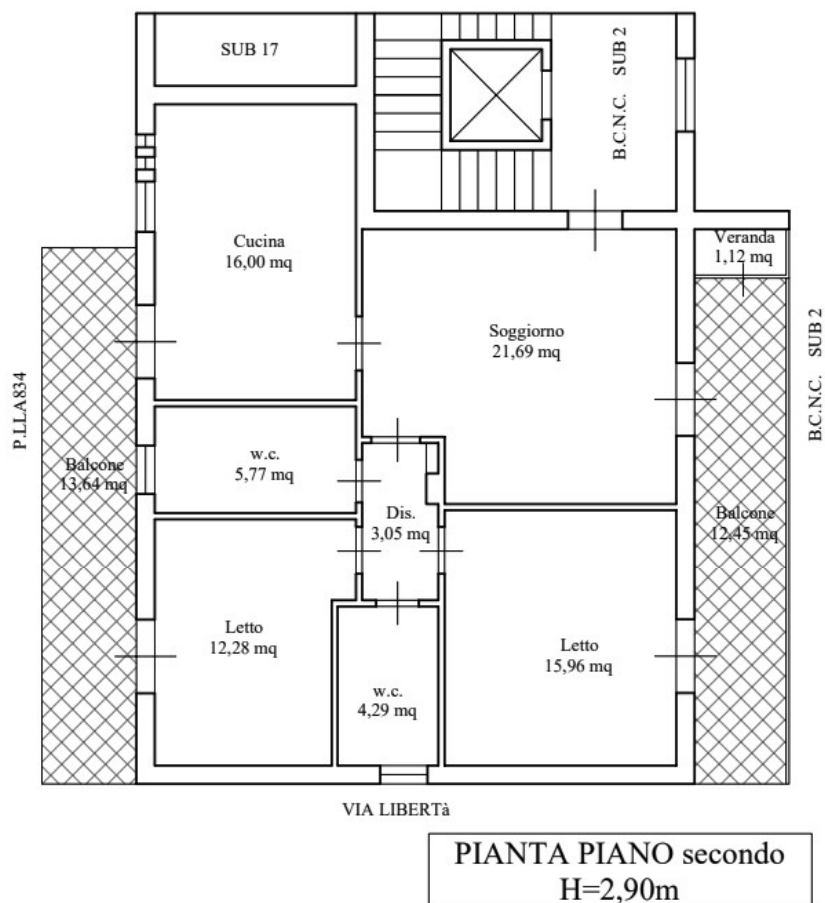 SUB 17
B.C.N.C. SUB 2
Cucina
16,00 mq
Veranda
1,12 mq
Soggiorno
21,69 mq
P.LLA834
B.C.N.C. SUB 2
w.c.
5,77 mq
Balcone
13,64 mq
Dis.
3,05 mq
Balcone
12,45 mq
Letto
12,28 mq
Letto
15,96 mq
w.c.
4,29 mq
VIA LIBERTà
PIANTA PIANO secondo
H=2,90m